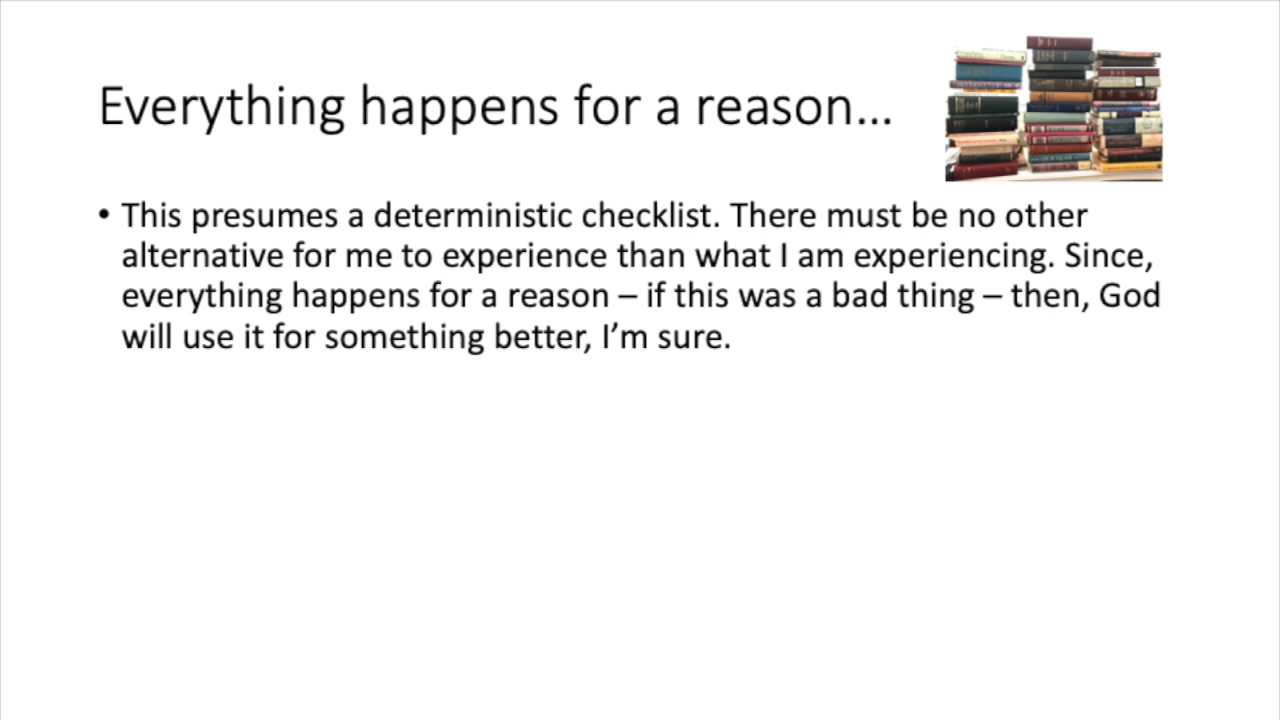 Everything happens for a reason…
• This presumes a deterministic checklist. There must be no other
alternative for me to experience than what I am experiencing. Since,
everything happens for a reason – if this was a bad thing – then, God
will use it for something better, I’m sure.